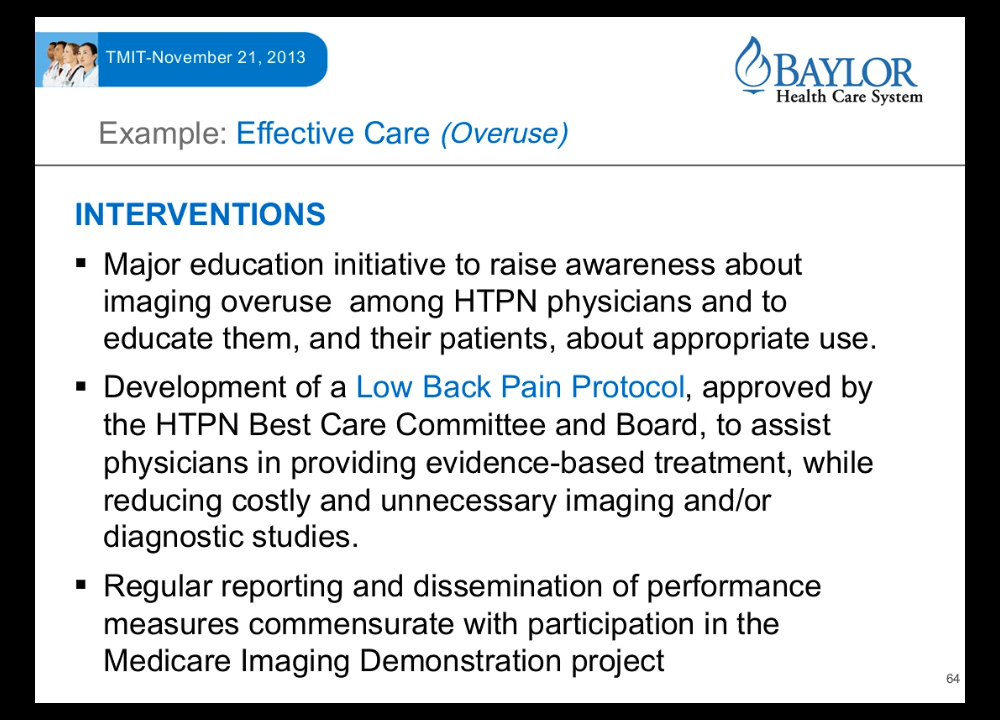 TMIT-November 21, 2013
BAYLOR
Health Care System
Example: Effective Care (Overuse)
INTERVENTIONS
▪ Major education initiative to raise awareness about
imaging overuse  among HTPN physicians and to
educate them, and their patients, about appropriate use.
▪ Development of a Low Back Pain Protocol, approved by
the HTPN Best Care Committee and Board, to assist
physicians in providing evidence-based treatment, while
reducing costly and unnecessary imaging and/or
diagnostic studies.
▪ Regular reporting and dissemination of performance
measures commensurate with participation in the
Medicare Imaging Demonstration project
64